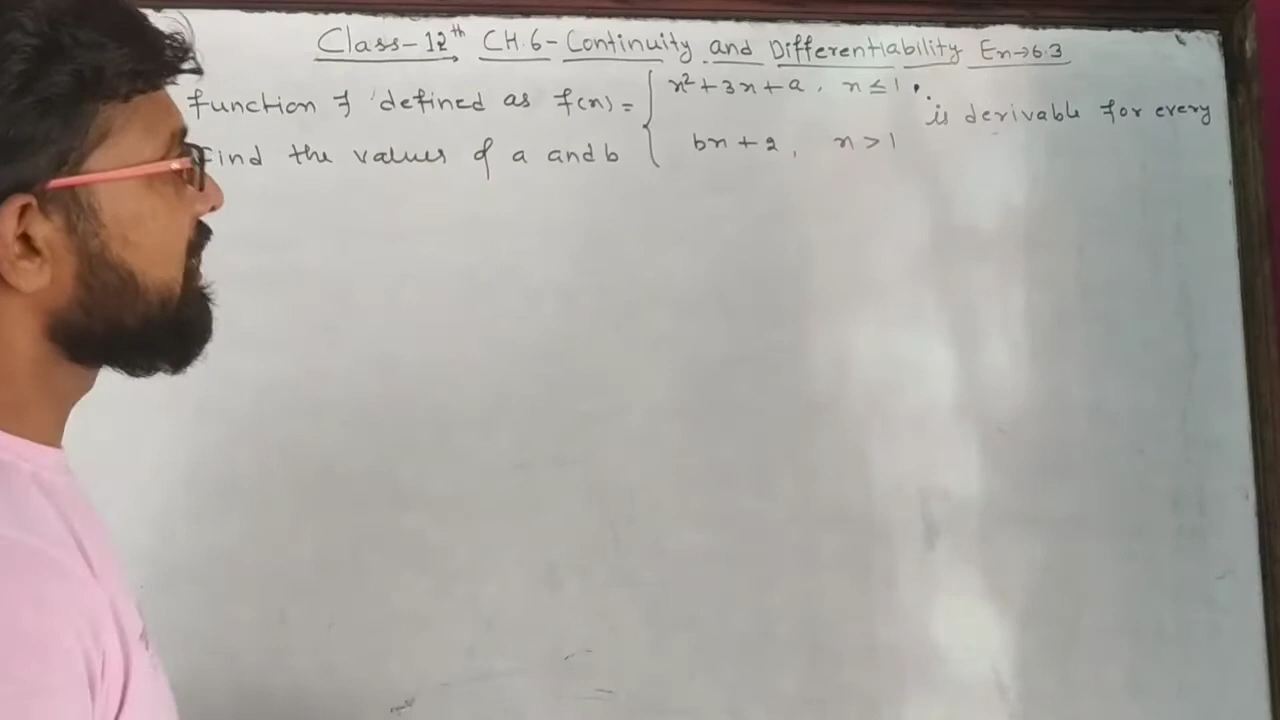 Class-12th CH.6-Continuity and Differentiability Ex→6.3
function f defined as f(x) = { x²+3x+a, x≤1. is derivable for every
Find the values of a and b bx+2, x>1